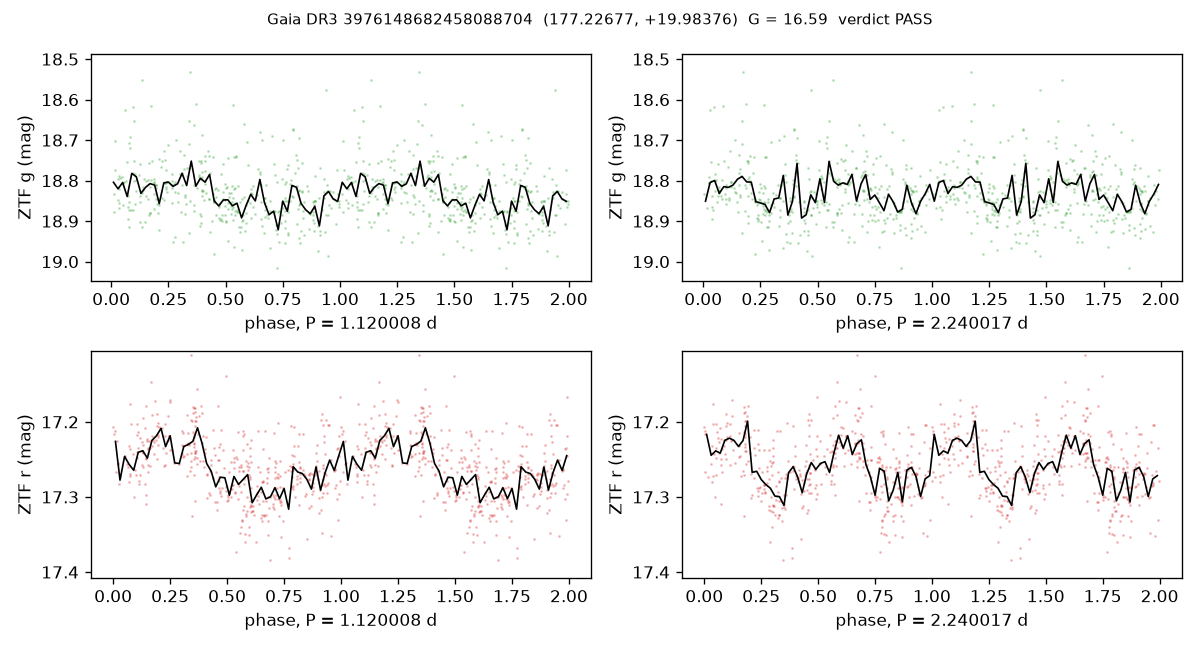 Gaia DR3 3976148682458088704 (177.22677, +19.98376) G = 16.59 verdict PASS
18.5
18.6
18.7
18.8
18.9
19.0
ZTF g (mag)
0.00 0.25 0.50 0.75 1.00 1.25 1.50 1.75 2.00
phase, P = 1.120008 d
18.5
18.6
18.7
18.8
18.9
19.0
ZTF g (mag)
0.00 0.25 0.50 0.75 1.00 1.25 1.50 1.75 2.00
phase, P = 2.240017 d
17.2
17.3
17.4
ZTF r (mag)
0.00 0.25 0.50 0.75 1.00 1.25 1.50 1.75 2.00
phase, P = 1.120008 d
17.2
17.3
17.4
ZTF r (mag)
0.00 0.25 0.50 0.75 1.00 1.25 1.50 1.75 2.00
phase, P = 2.240017 d